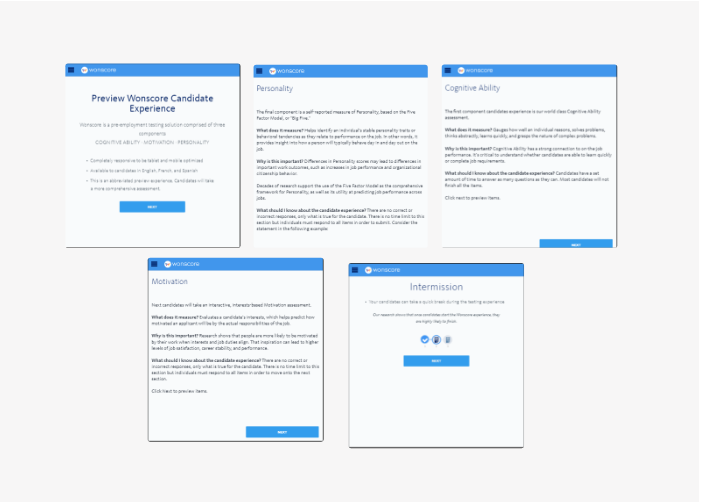 wonscore
Preview Wonscore Candidate
Experience
Wonscore is a pre-employment testing solution comprised of three
components:
COGNITIVE ABILITY · MOTIVATION · PERSONALITY
Completely responsive to be tablet and mobile optimized
Available to candidates in English, French, and Spanish
This is an abbreviated preview experience. Candidates will take
a more comprehensive assessment.
NEXT
wonscore
Personality
The final component is a self-reported measure of Personality, based on the Five
Factor Model, or "Big Five."
What does it measure? Helps identify an individual's stable personality traits or
behavioral tendencies as they relate to performance on the job. In other words, it
provides insight into how a person will typically behave day in and day out on the
job.
Why is this important? Differences in Personality scores may lead to differences in
important work outcomes, such as increases in job performance and organizational
citizenship behavior.
Decades of research support the use of the Five Factor Model as the comprehensive
framework for Personality, as well as its utility at predicting job performance across
jobs.
What should I know about the candidate experience? There are no correct or
incorrect responses, only what is true for the candidate. There is no time limit to this
section but individuals must respond to all items in order to submit. Consider the
statement in the following example:
wonscore
Cognitive Ability
The first component candidates experience is our world class Cognitive Ability
assessment.
What does it measure? Gauges how well an individual reasons, solves problems,
thinks abstractly, learns quickly and grasps the nature of complex problems.
Why is this important? Cognitive Ability has a strong connection to on-the-job
performance. It's critical to understand whether candidates are able to learn quickly
or complete job requirements.
What should I know about the candidate experience? Candidates have a set
amount of time to answer as many questions as they can. Most candidates will not
finish all the items.
Click next to preview items.
NEXT
wonscore
Motivation
Next candidates will take an interactive, interests-based Motivation assessment.
What does it measure? Evaluates a candidate's interests, which helps predict how
motivated an applicant will be by the actual responsibilities of the job.
Why is this important? Research shows that people are more likely to be motivated
by their work when interests and job duties align. That inspiration can lead to higher
levels of job satisfaction, career stability, and performance.
What should I know about the candidate experience? There are no correct or
incorrect responses, only what is true for the candidate. There is no time limit to this
section but individuals must respond to all items in order to move onto the next
section.
Click Next to preview items.
NEXT
wonscore
Intermission
Your candidates can take a quick break during the testing experience.
Our research shows that once candidates start the Wonscore experience, they
are highly likely to finish.
NEXT